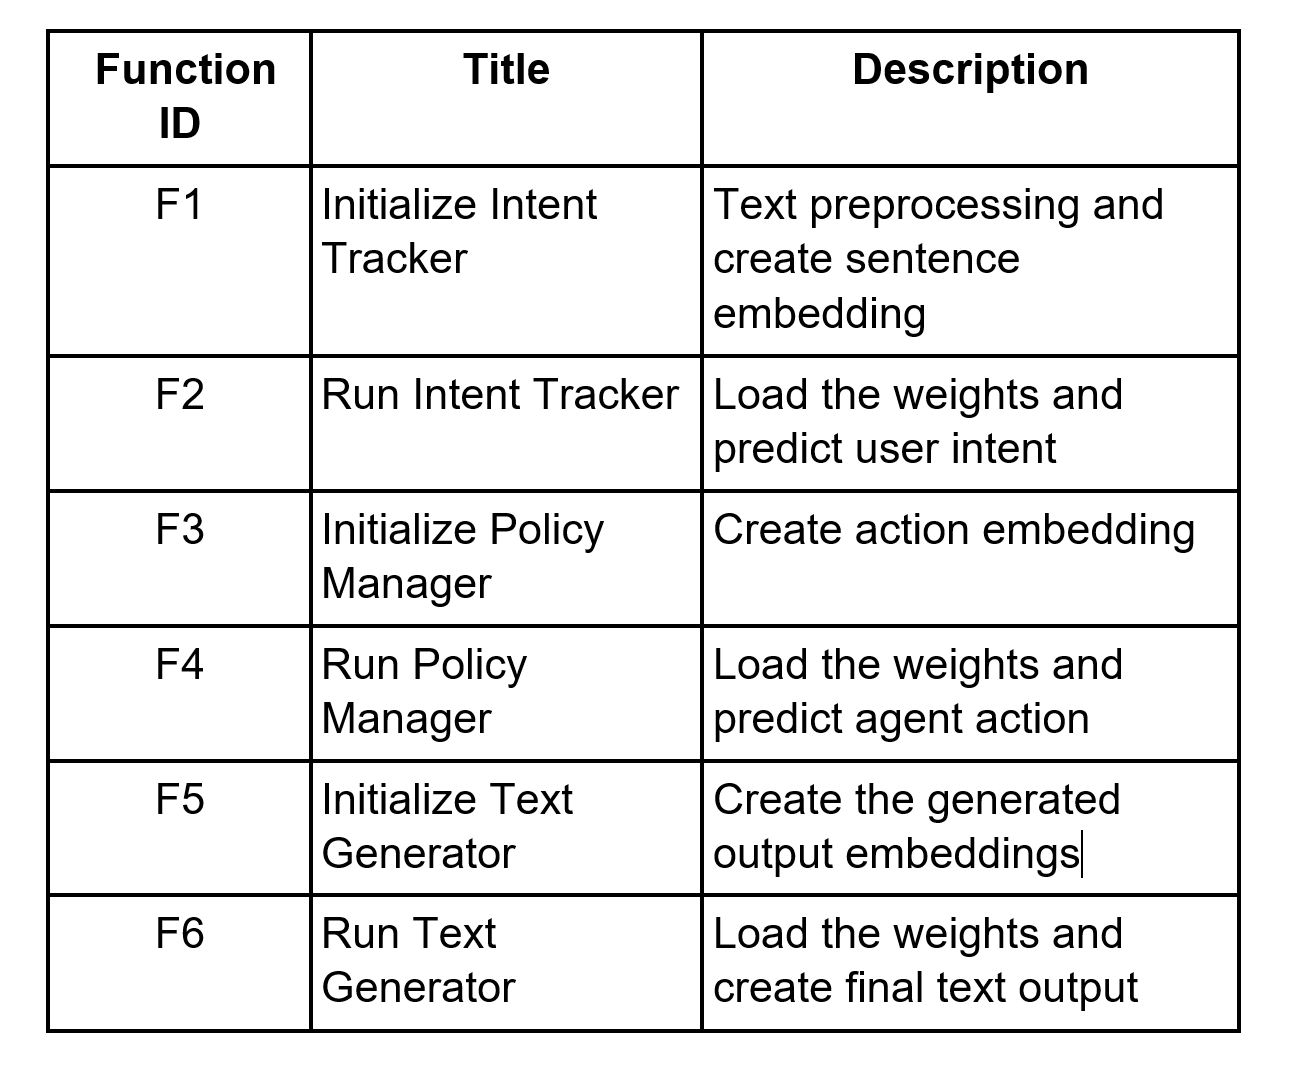 Function
ID
Title
Description
F1
Initialize Intent
Tracker
Text preprocessing and
create sentence
embedding
F2
Run Intent Tracker
Load the weights and
predict user intent
F3
Initialize Policy
Manager
Create action embedding
F4
Run Policy
Manager
Load the weights and
predict agent action
F5
Initialize Text
Generator
Create the generated
output embeddings
F6
Run Text
Generator
Load the weights and
create final text output